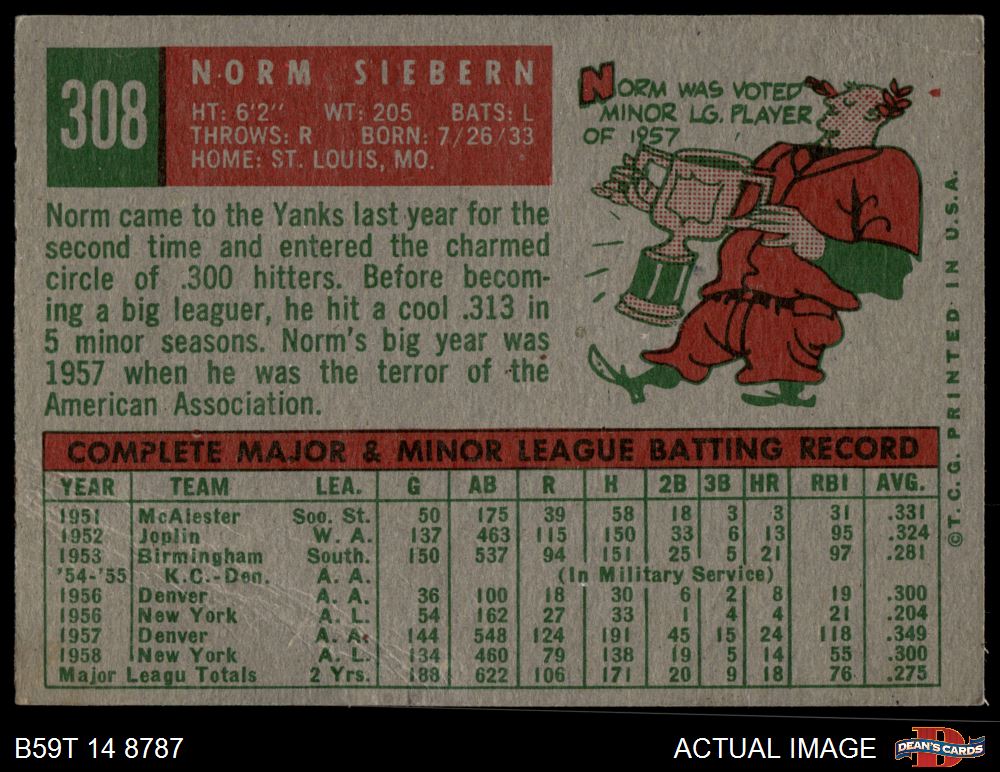 308
NORM SIEBERN
HT: 6'2" WT: 205 BATS: L
THROWS: R BORN: 7/26/33
HOME: ST. LOUIS, MO.
NORM WAS VOTED
MINOR LG. PLAYER
OF 1957
Norm came to the Yanks last year for the
second time and entered the charmed
circle of .300 hitters. Before becom-
ing a big leaguer, he hit a cool .313 in
5 minor seasons. Norm's big year was
1957 when he was the terror of the
American Association.
©T. C. G. PRINTED IN U.S.A.
COMPLETE MAJOR & MINOR LEAGUE BATTING RECORD
YEAR TEAM LEA. G AB R H 2B 3B HR RBI AVG.
1951 McAlester Soo. St. 50 175 39 58 18 3 3 31 .331
1952 Joplin W. A. 137 463 115 150 33 6 13 95 .324
1953 Birmingham South. 150 537 94 151 25 5 21 97 .281
'54-'55 K.C.-Den. A. A. (In Military Service)
1956 Denver A. A. 36 100 18 30 6 2 8 19 .300
1956 New York A. L. 54 162 27 33 1 4 4 21 .204
1957 Denver A. A. 144 548 124 191 45 15 24 118 .349
1958 New York A. L. 134 460 79 138 19 5 14 55 .300
Major Leagu Totals 2 Yrs. 188 622 106 171 20 9 18 76 .275
B59T 14 8787 ACTUAL IMAGE DEAN'S CARDS